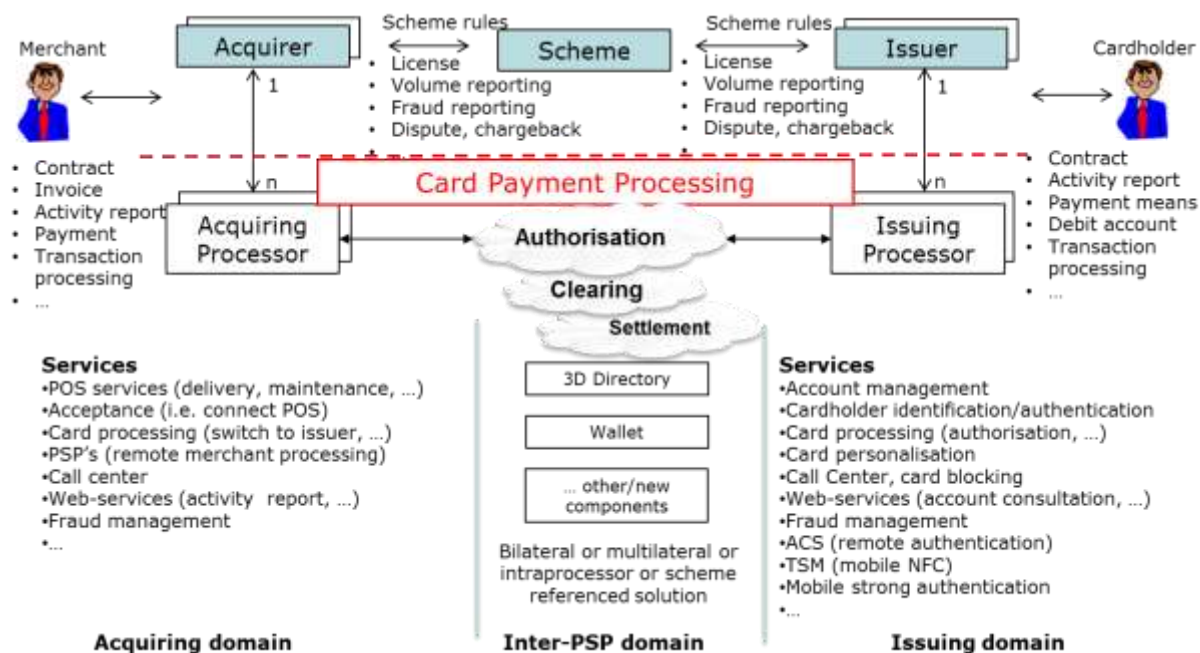 Merchant
Acquirer
Scheme rules
Scheme
Scheme rules
Issuer
Cardholder
1
• License
• Volume reporting
• Fraud reporting
• Dispute, chargeback
• ...
• License
• Volume reporting
• Fraud reporting
• Dispute, chargeback
• ...
1
• Contract
• Invoice
• Activity report
• Payment
• Transaction
processing
• ...
n
Acquiring
Processor
Card Payment Processing
Authorisation
Clearing
Settlement
n
Issuing
Processor
• Contract
• Activity report
• Payment means
• Debit account
• Transaction
processing
• ...
Services
•POS services (delivery, maintenance, ...)
•Acceptance (i.e. connect POS)
•Card processing (switch to issuer, ...)
•PSP's (remote merchant processing)
•Call center
•Web-services (activity report, ...)
•Fraud management
•...
3D Directory
Wallet
... other/new
components
Bilateral or multilateral or
intraprocessor or scheme
referenced solution
Services
•Account management
•Cardholder identification/authentication
•Card processing (authorisation, ...)
•Card personalisation
•Call Center, card blocking
•Web-services (account consultation, ...)
•Fraud management
•ACS (remote authentication)
•TSM (mobile NFC)
•Mobile strong authentication
•...
Acquiring domain
Inter-PSP domain
Issuing domain